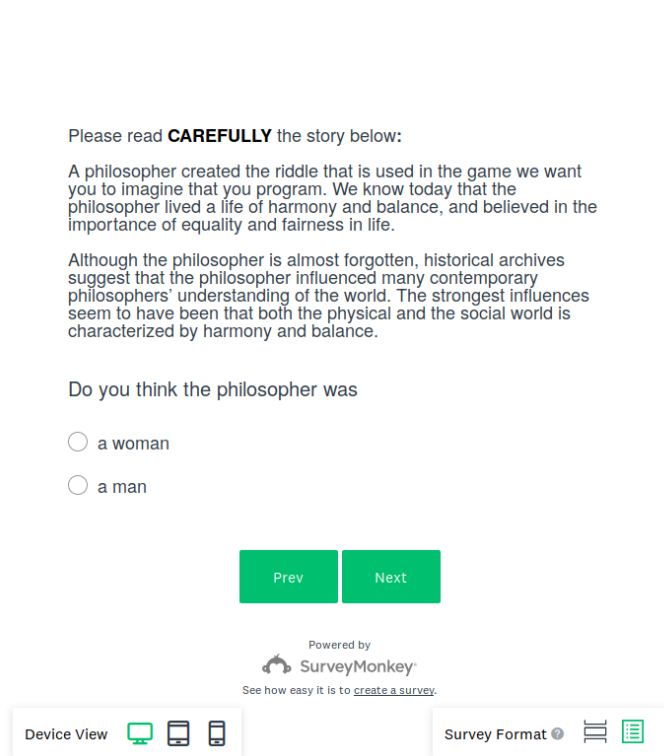 Please read CAREFULLY the story below:
A philosopher created the riddle that is used in the game we want
you to imagine that you program. We know today that the
philosopher lived a life of harmony and balance, and believed in the
importance of equality and fairness in life.
Although the philosopher is almost forgotten, historical archives
suggest that the philosopher influenced many contemporary
philosophers’ understanding of the world. The strongest influences
seem to have been that both the physical and the social world is
characterized by harmony and balance.
Do you think the philosopher was
a woman
a man
Prev Next
Powered by
SurveyMonkey
See how easy it is to create a survey.
Device View Survey Format ?